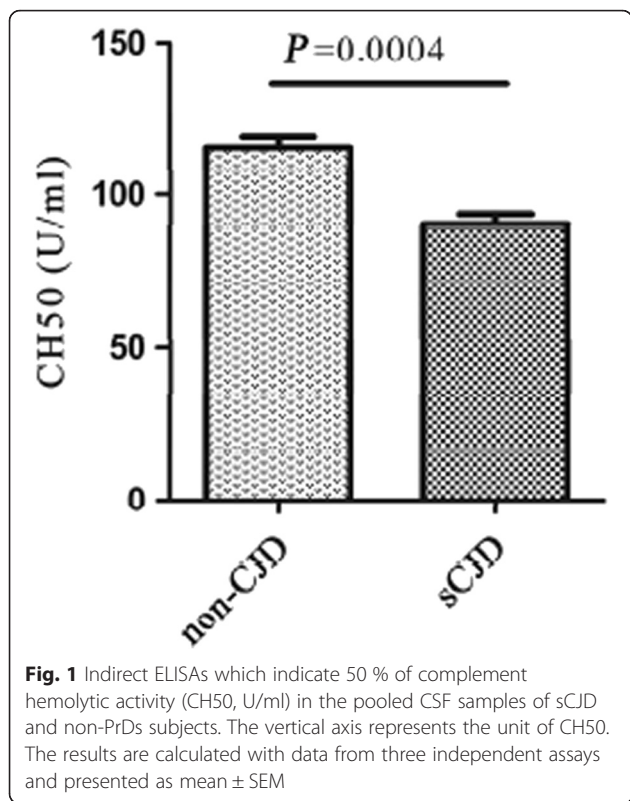 150
P=0.0004
100
50
0
CH50 (U/ml)
non-CJD
sCJD
Fig. 1 Indirect ELISAs which indicate 50 % of complement
hemolytic activity (CH50, U/ml) in the pooled CSF samples of sCJD
and non-PrDs subjects. The vertical axis represents the unit of CH50.
The results are calculated with data from three independent assays
and presented as mean ± SEM